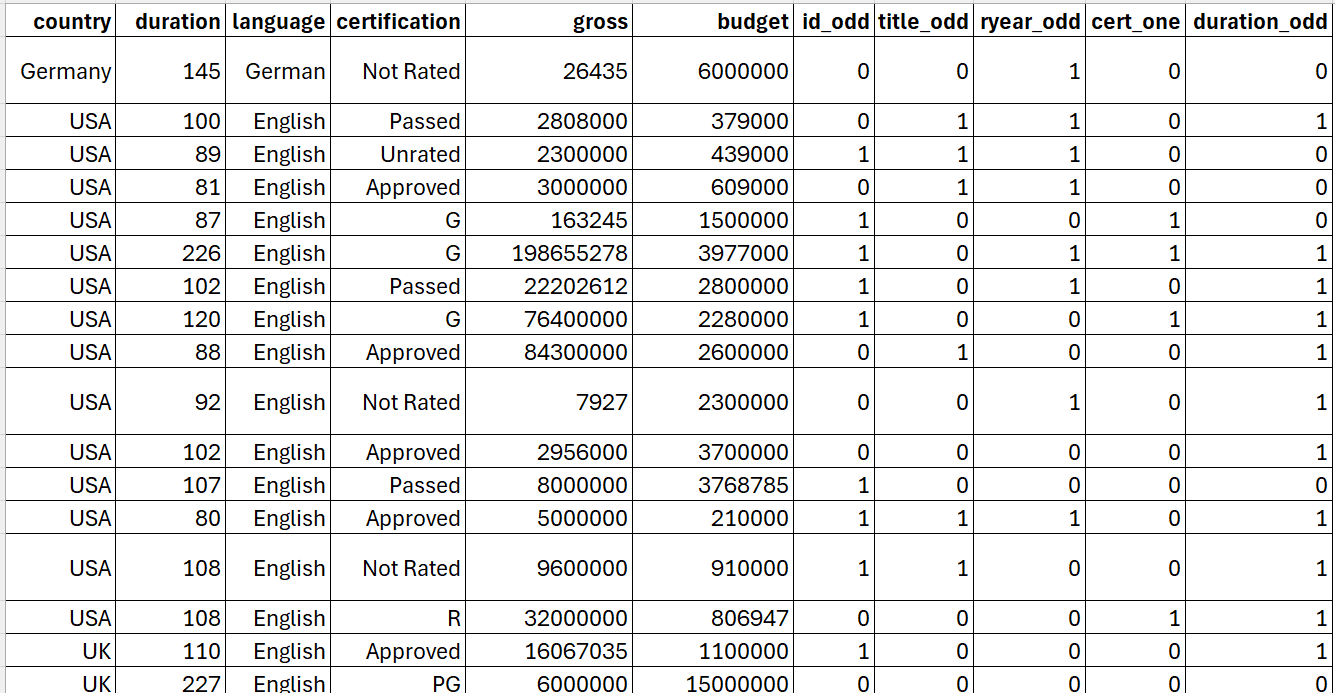 country duration language certification gross budget id_odd title_odd ryear_odd cert_one duration_odd
Germany 145 German Not Rated 26435 6000000 0 0 1 0 0
USA 100 English Passed 2808000 379000 0 1 1 0 1
USA 89 English Unrated 2300000 439000 1 1 1 0 0
USA 81 English Approved 3000000 609000 0 1 1 0 0
USA 87 English G 163245 1500000 1 0 0 1 0
USA 226 English G 198655278 3977000 1 0 1 1 1
USA 102 English Passed 22202612 2800000 1 0 1 0 1
USA 120 English G 76400000 2280000 1 0 0 1 1
USA 88 English Approved 84300000 2600000 0 1 0 0 1
USA 92 English Not Rated 7927 2300000 0 0 1 0 1
USA 102 English Approved 2956000 3700000 0 0 0 0 1
USA 107 English Passed 8000000 3768785 1 0 0 0 0
USA 80 English Approved 5000000 210000 1 1 1 0 1
USA 108 English Not Rated 9600000 910000 1 1 0 0 1
USA 108 English R 32000000 806947 0 0 0 1 1
UK 110 English Approved 16067035 1100000 1 0 0 0 1
UK 227 English PG 6000000 15000000 0 0 0 0 0